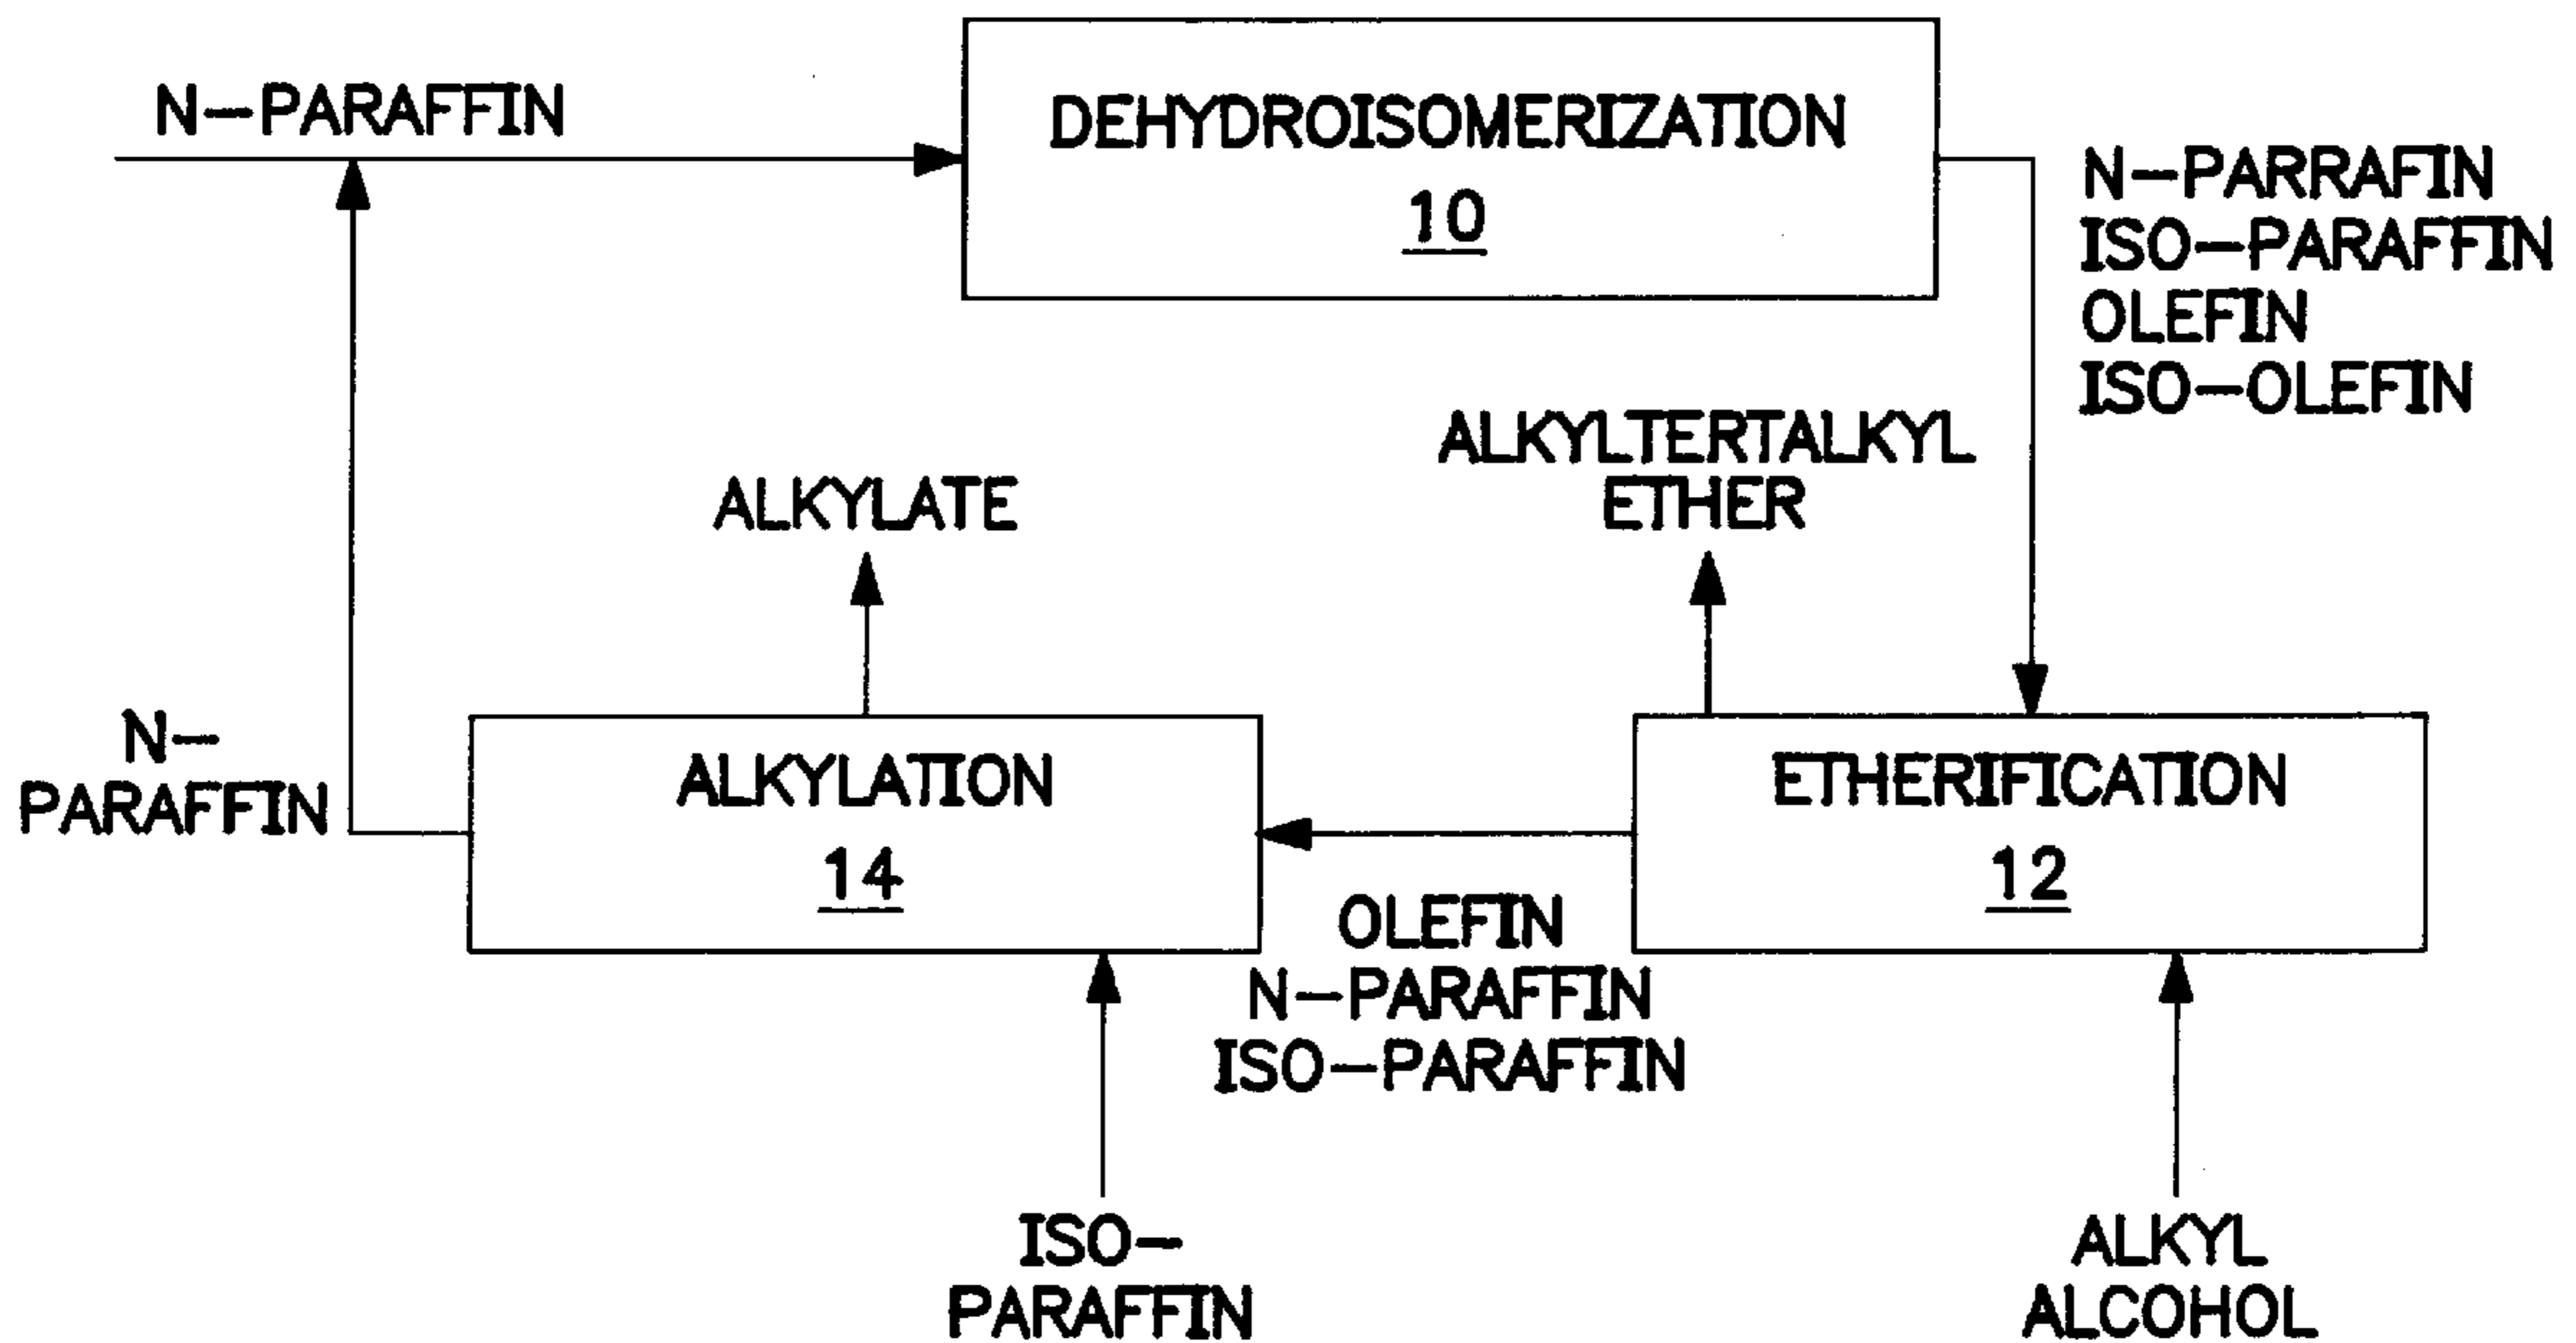 N-PARAFFIN
DEHYDROISOMERIZATION
10
N-PARRAFIN
ISO-PARAFFIN
OLEFIN
ISO-OLEFIN
ALKYLTERTALKYL
ETHER
ALKYLATE
N-
PARAFFIN
ALKYLATION
14
ETHERIFICATION
12
OLEFIN
N-PARAFFIN
ISO-PARAFFIN
ISO-
PARAFFIN
ALKYL
ALCOHOL